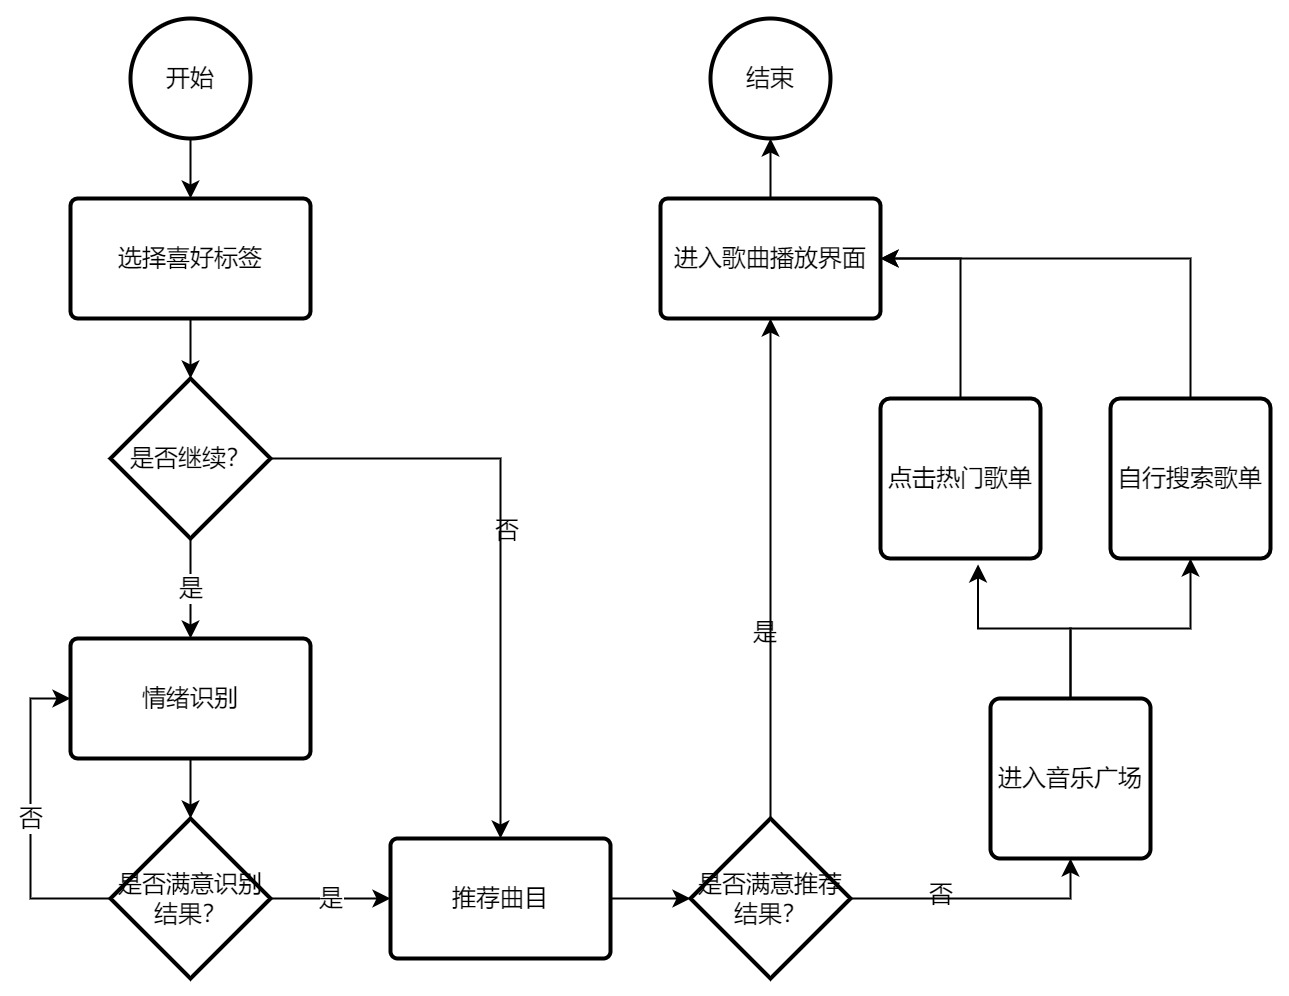 开始
选择喜好标签
是否继续？
否
是
情绪识别
否
是否满意识别
结果？
是
推荐曲目
是否满意推荐
结果？
是
否
进入音乐广场
点击热门歌单
自行搜索歌单
进入歌曲播放界面
结束